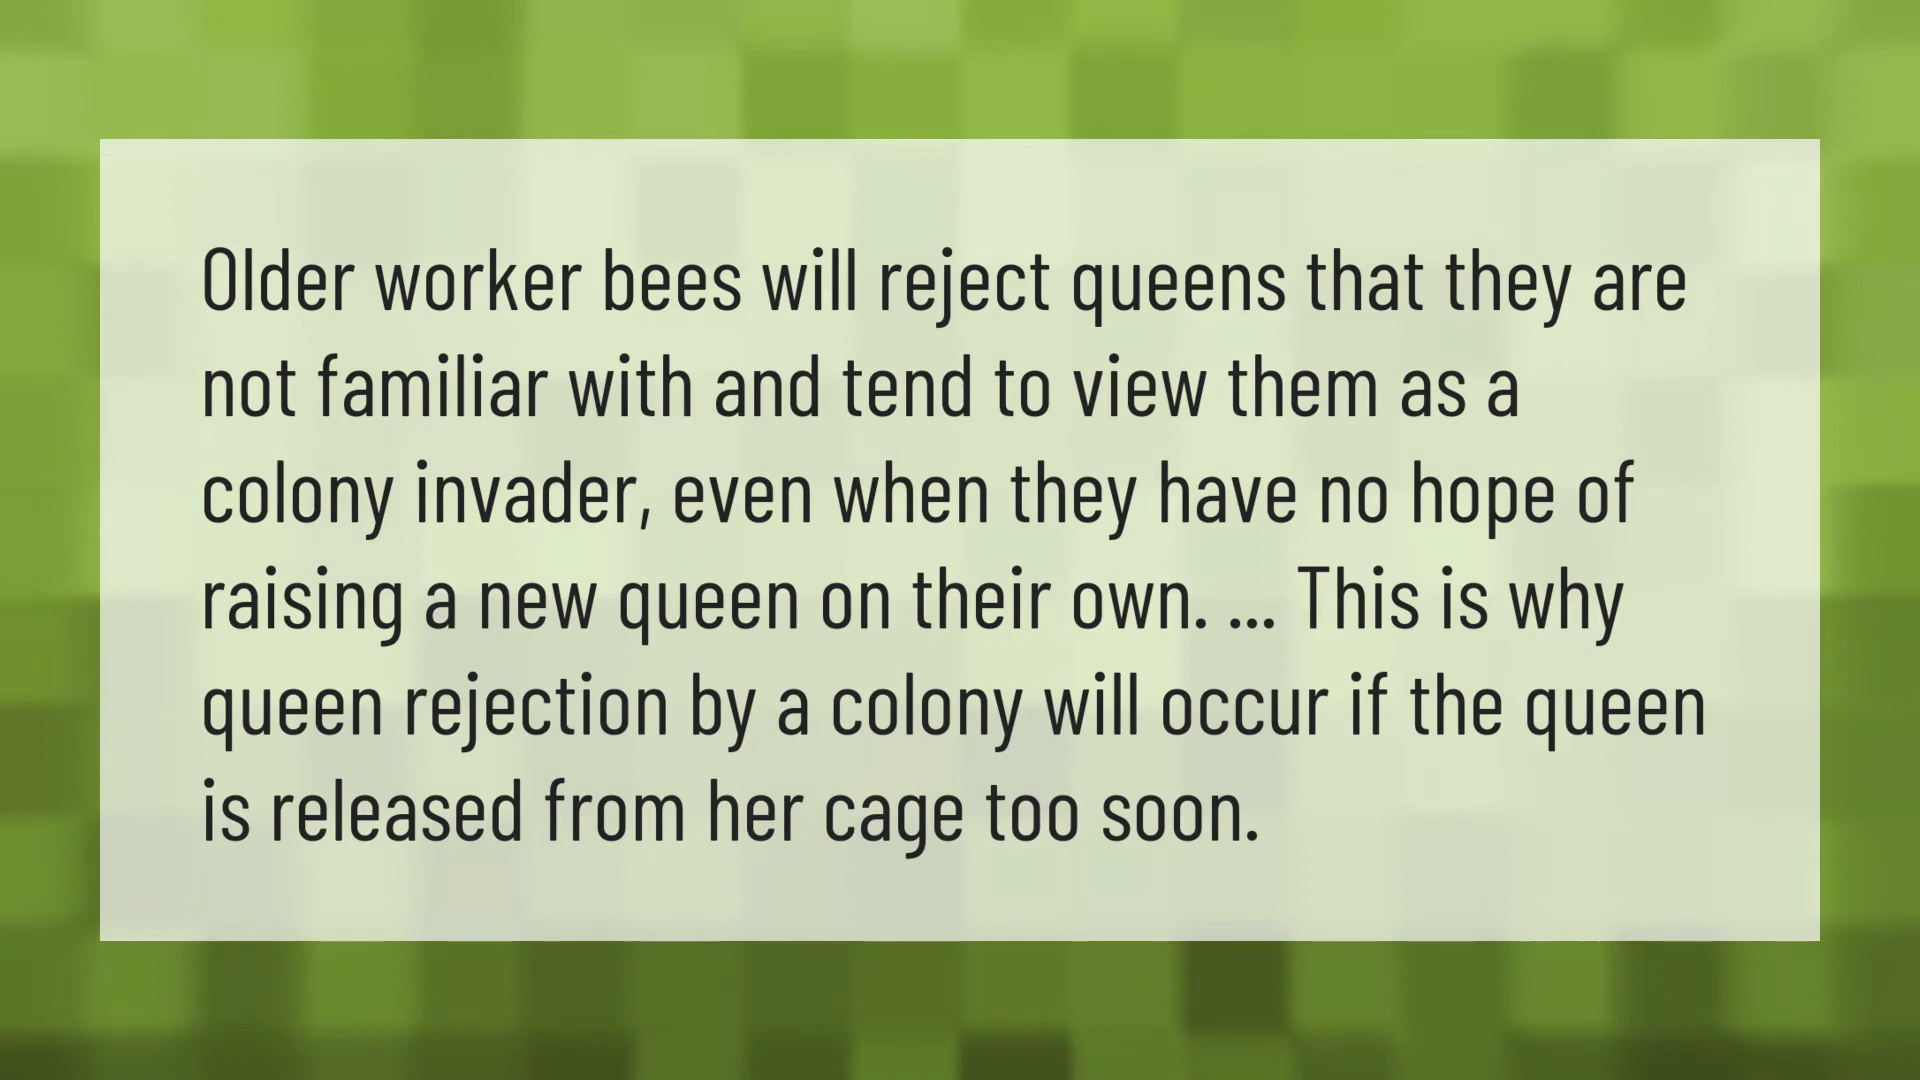 Older worker bees will reject queens that they are
not familiar with and tend to view them as a
colony invader, even when they have no hope of
raising a new queen on their own. ... This is why
queen rejection by a colony will occur if the queen
is released from her cage too soon.